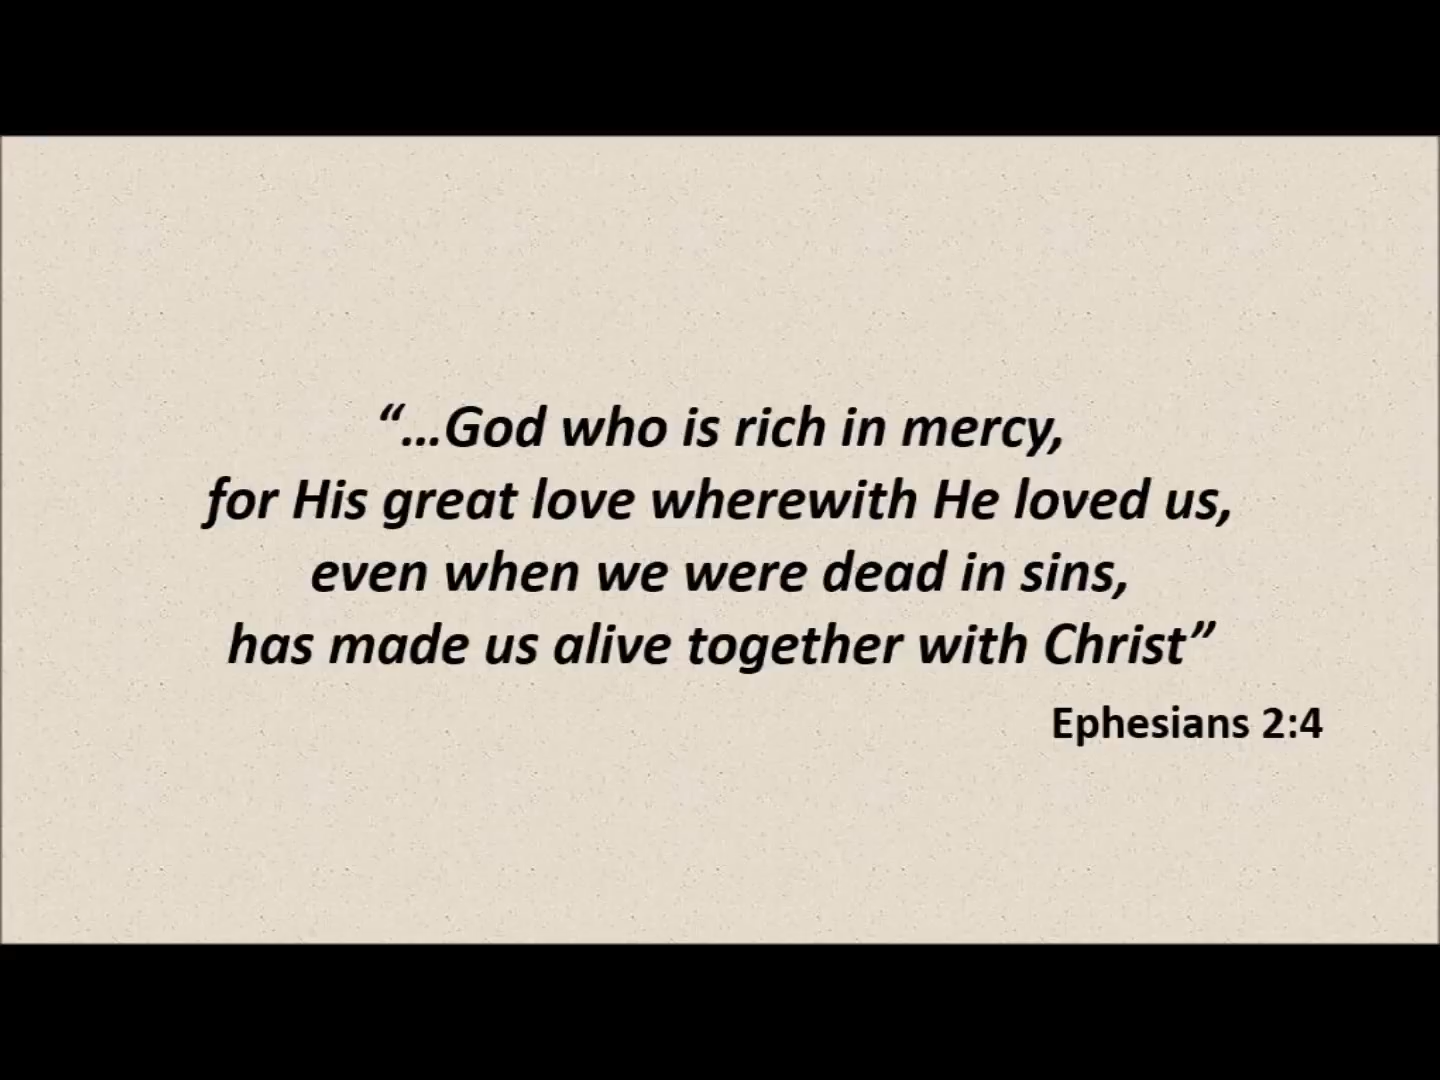 “...God who is rich in mercy,
for His great love wherewith He loved us,
even when we were dead in sins,
has made us alive together with Christ”
Ephesians 2:4